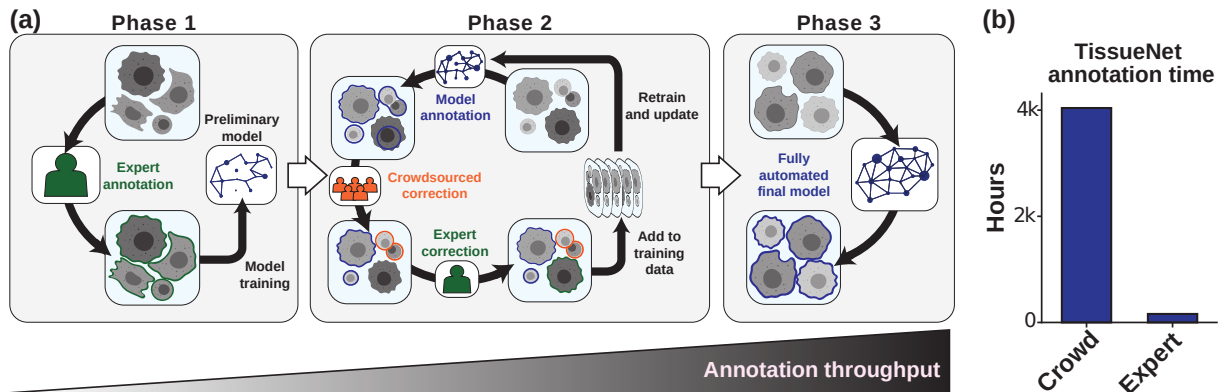 (a)
Phase 1
Expert
annotation
Preliminary
model
Model
training
Phase 2
Model
annotation
Crowdsourced
correction
Expert
correction
Retrain
and update
Add to
training
data
Phase 3
Fully
automated
final model
Annotation throughput
(b)
TissueNet
annotation time
Hours
4k
2k
0
Crowd
Expert